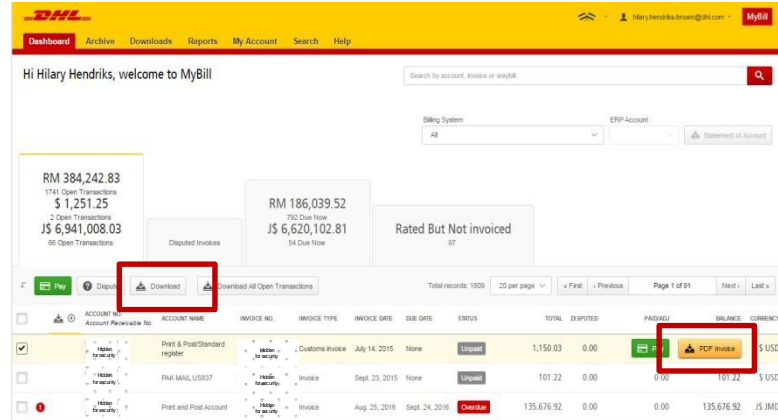 DHL
hilary.hendriks-brown@dhl.com
MyBill
Dashboard Archive Downloads Reports My Account Search Help
Hi Hilary Hendriks, welcome to MyBill
Search by account, invoice or waybill
Billing System
ERP Account
All
Statement of Account
RM 384,242.83
1741 Open Transactions
$ 1,251.25
2 Open Transactions
J$ 6,941,008.03
66 Open Transactions
Disputed Invoices
RM 186,039.52
792 Due Now
J$ 6,620,102.81
54 Due Now
Rated But Not invoiced
97
Pay Dispute Download Download All Open Transactions Total records: 1809 20 per page « First ‹ Previous Page 1 of 91 Next › Last »
ACCOUNT NO. ACCOUNT NAME INVOICE NO. INVOICE TYPE INVOICE DATE DUE DATE STATUS TOTAL DISPUTED PAID/ADJ BALANCE CURRENCY
Account Receivable No.
Hidden for security Print & Post/Standard register Hidden for security Customs invoice July 14, 2015 None Unpaid 1,150.03 0.00 Pay PDF Invoice $ USD
Hidden for security PAK MAIL US837 Hidden for security Invoice Sept. 23, 2015 None Unpaid 101.22 0.00 0.00 101.22 $ USD
Hidden for security Print and Post Account Hidden for security Invoice Aug. 25, 2016 Sept. 24, 2016 Overdue 135,676.92 0.00 0.00 135,676.92 J$ JMD